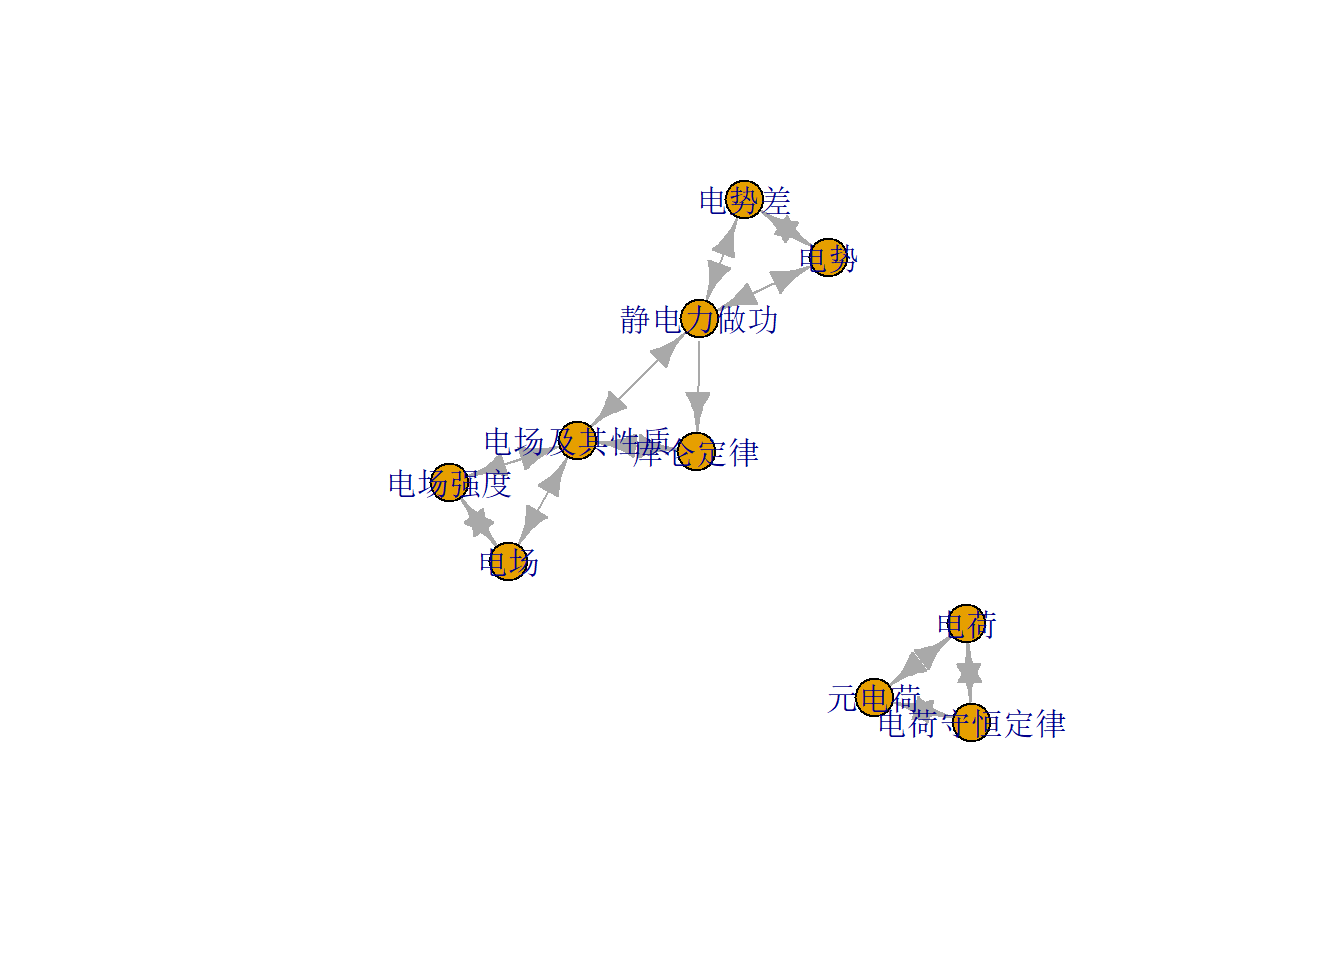 电势差
电势
静电力做功
电场及其性质
库仑定律
电场强度
电场
电荷
元电荷
电荷守恒定律